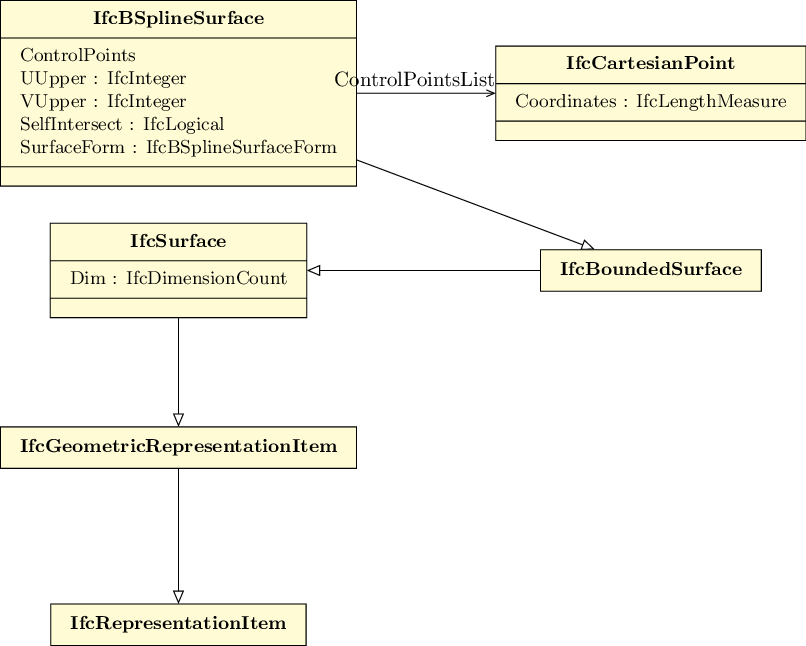 IfcBSplineSurface
ControlPoints
UUpper : IfcInteger
VUpper : IfcInteger
SelfIntersect : IfcLogical
SurfaceForm : IfcBSplineSurfaceForm
ControlPointsList
IfcCartesianPoint
Coordinates : IfcLengthMeasure
IfcSurface
Dim : IfcDimensionCount
IfcBoundedSurface
IfcGeometricRepresentationItem
IfcRepresentationItem